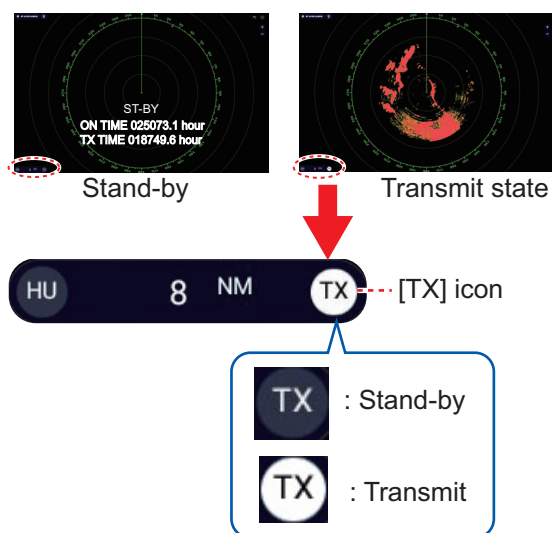 ST-BY
ON TIME 025073.1 hour
TX TIME 018749.6 hour
Stand-by
Transmit state
HU
8 NM
TX
[TX] icon
TX : Stand-by
TX : Transmit